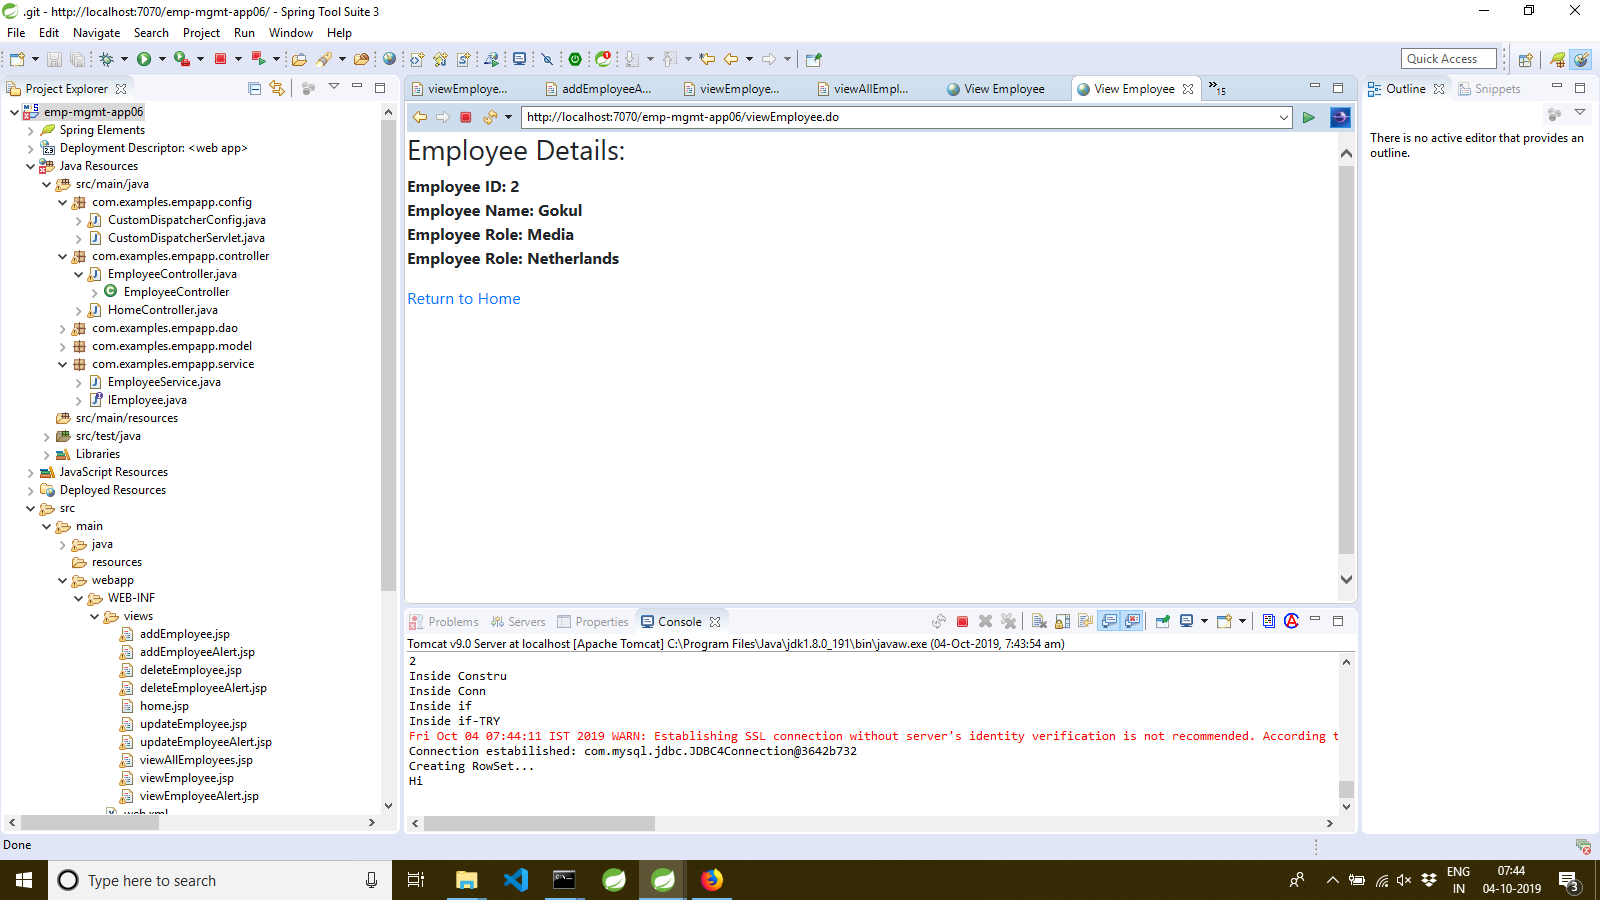 .git - http://localhost:7070/emp-mgmt-app06/ - Spring Tool Suite 3
File Edit Navigate Search Project Run Window Help
Quick Access
Project Explorer
emp-mgmt-app06
Spring Elements
Deployment Descriptor: <web app>
Java Resources
src/main/java
com.examples.empapp.config
CustomDispatcherConfig.java
CustomDispatcherServlet.java
com.examples.empapp.controller
EmployeeController.java
EmployeeController
HomeController.java
com.examples.empapp.dao
com.examples.empapp.model
com.examples.empapp.service
EmployeeService.java
IEmployee.java
src/main/resources
src/test/java
Libraries
JavaScript Resources
Deployed Resources
src
main
java
resources
webapp
WEB-INF
views
addEmployee.jsp
addEmployeeAlert.jsp
deleteEmployee.jsp
deleteEmployeeAlert.jsp
home.jsp
updateEmployee.jsp
updateEmployeeAlert.jsp
viewAllEmployees.jsp
viewEmployee.jsp
viewEmployeeAlert.jsp
web.xml
viewEmploye... addEmployeeA... viewEmploye... viewAllEmpl... View Employee View Employee »15
http://localhost:7070/emp-mgmt-app06/viewEmployee.do
Employee Details:
Employee ID: 2
Employee Name: Gokul
Employee Role: Media
Employee Role: Netherlands
Return to Home
Outline Snippets
There is no active editor that provides an
outline.
Problems Servers Properties Console
Tomcat v9.0 Server at localhost [Apache Tomcat] C:\Program Files\Java\jdk1.8.0_191\bin\javaw.exe (04-Oct-2019, 7:43:54 am)
2
Inside Constru
Inside Conn
Inside if
Inside if-TRY
Fri Oct 04 07:44:11 IST 2019 WARN: Establishing SSL connection without server's identity verification is not recommended. According t
Connection estabilished: com.mysql.jdbc.JDBC4Connection@3642b732
Creating RowSet...
Hi
Done
Type here to search
ENG
IN
07:44
04-10-2019
3